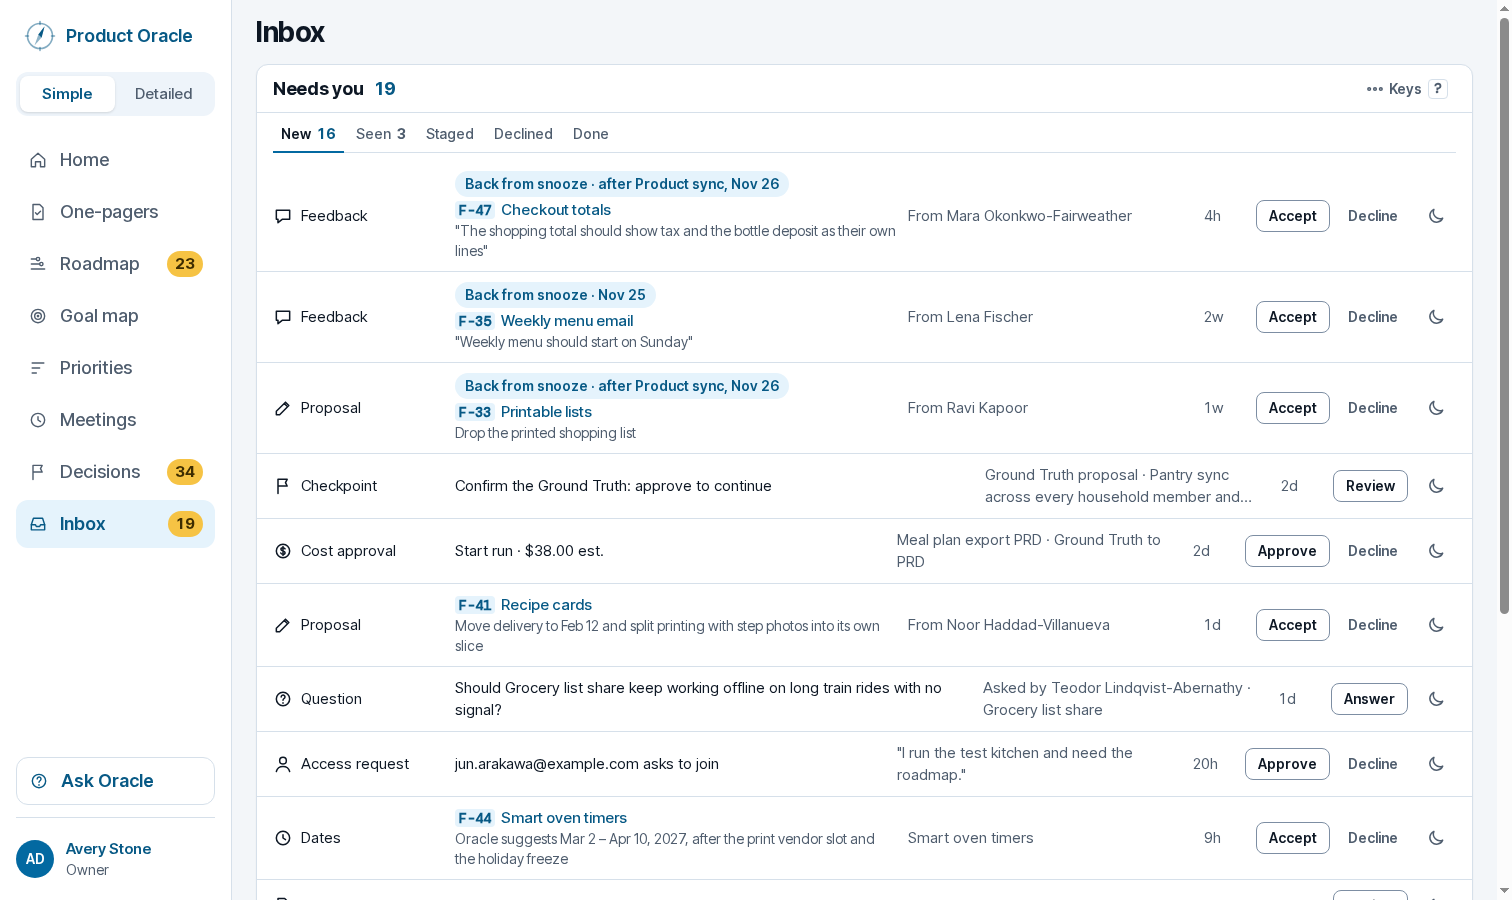 Product Oracle
Simple
Detailed
Home
One-pagers
Roadmap 23
Goal map
Priorities
Meetings
Decisions 34
Inbox 19
Ask Oracle
AD
Avery Stone
Owner
Inbox
Needs you 19
••• Keys ?
New 16 Seen 3 Staged Declined Done
Feedback
Back from snooze · after Product sync, Nov 26
F-47 Checkout totals
"The shopping total should show tax and the bottle deposit as their own
lines"
From Mara Okonkwo-Fairweather
4h
Accept
Decline
Feedback
Back from snooze · Nov 25
F-35 Weekly menu email
"Weekly menu should start on Sunday"
From Lena Fischer
2w
Accept
Decline
Proposal
Back from snooze · after Product sync, Nov 26
F-33 Printable lists
Drop the printed shopping list
From Ravi Kapoor
1w
Accept
Decline
Checkpoint
Confirm the Ground Truth: approve to continue
Ground Truth proposal · Pantry sync
across every household member and...
2d
Review
Cost approval
Start run · $38.00 est.
Meal plan export PRD · Ground Truth to
PRD
2d
Approve
Decline
Proposal
F-41 Recipe cards
Move delivery to Feb 12 and split printing with step photos into its own
slice
From Noor Haddad-Villanueva
1d
Accept
Decline
Question
Should Grocery list share keep working offline on long train rides with no
signal?
Asked by Teodor Lindqvist-Abernathy ·
Grocery list share
1d
Answer
Access request
jun.arakawa@example.com asks to join
"I run the test kitchen and need the
roadmap."
20h
Approve
Decline
Dates
F-44 Smart oven timers
Oracle suggests Mar 2 – Apr 10, 2027, after the print vendor slot and
the holiday freeze
Smart oven timers
9h
Accept
Decline